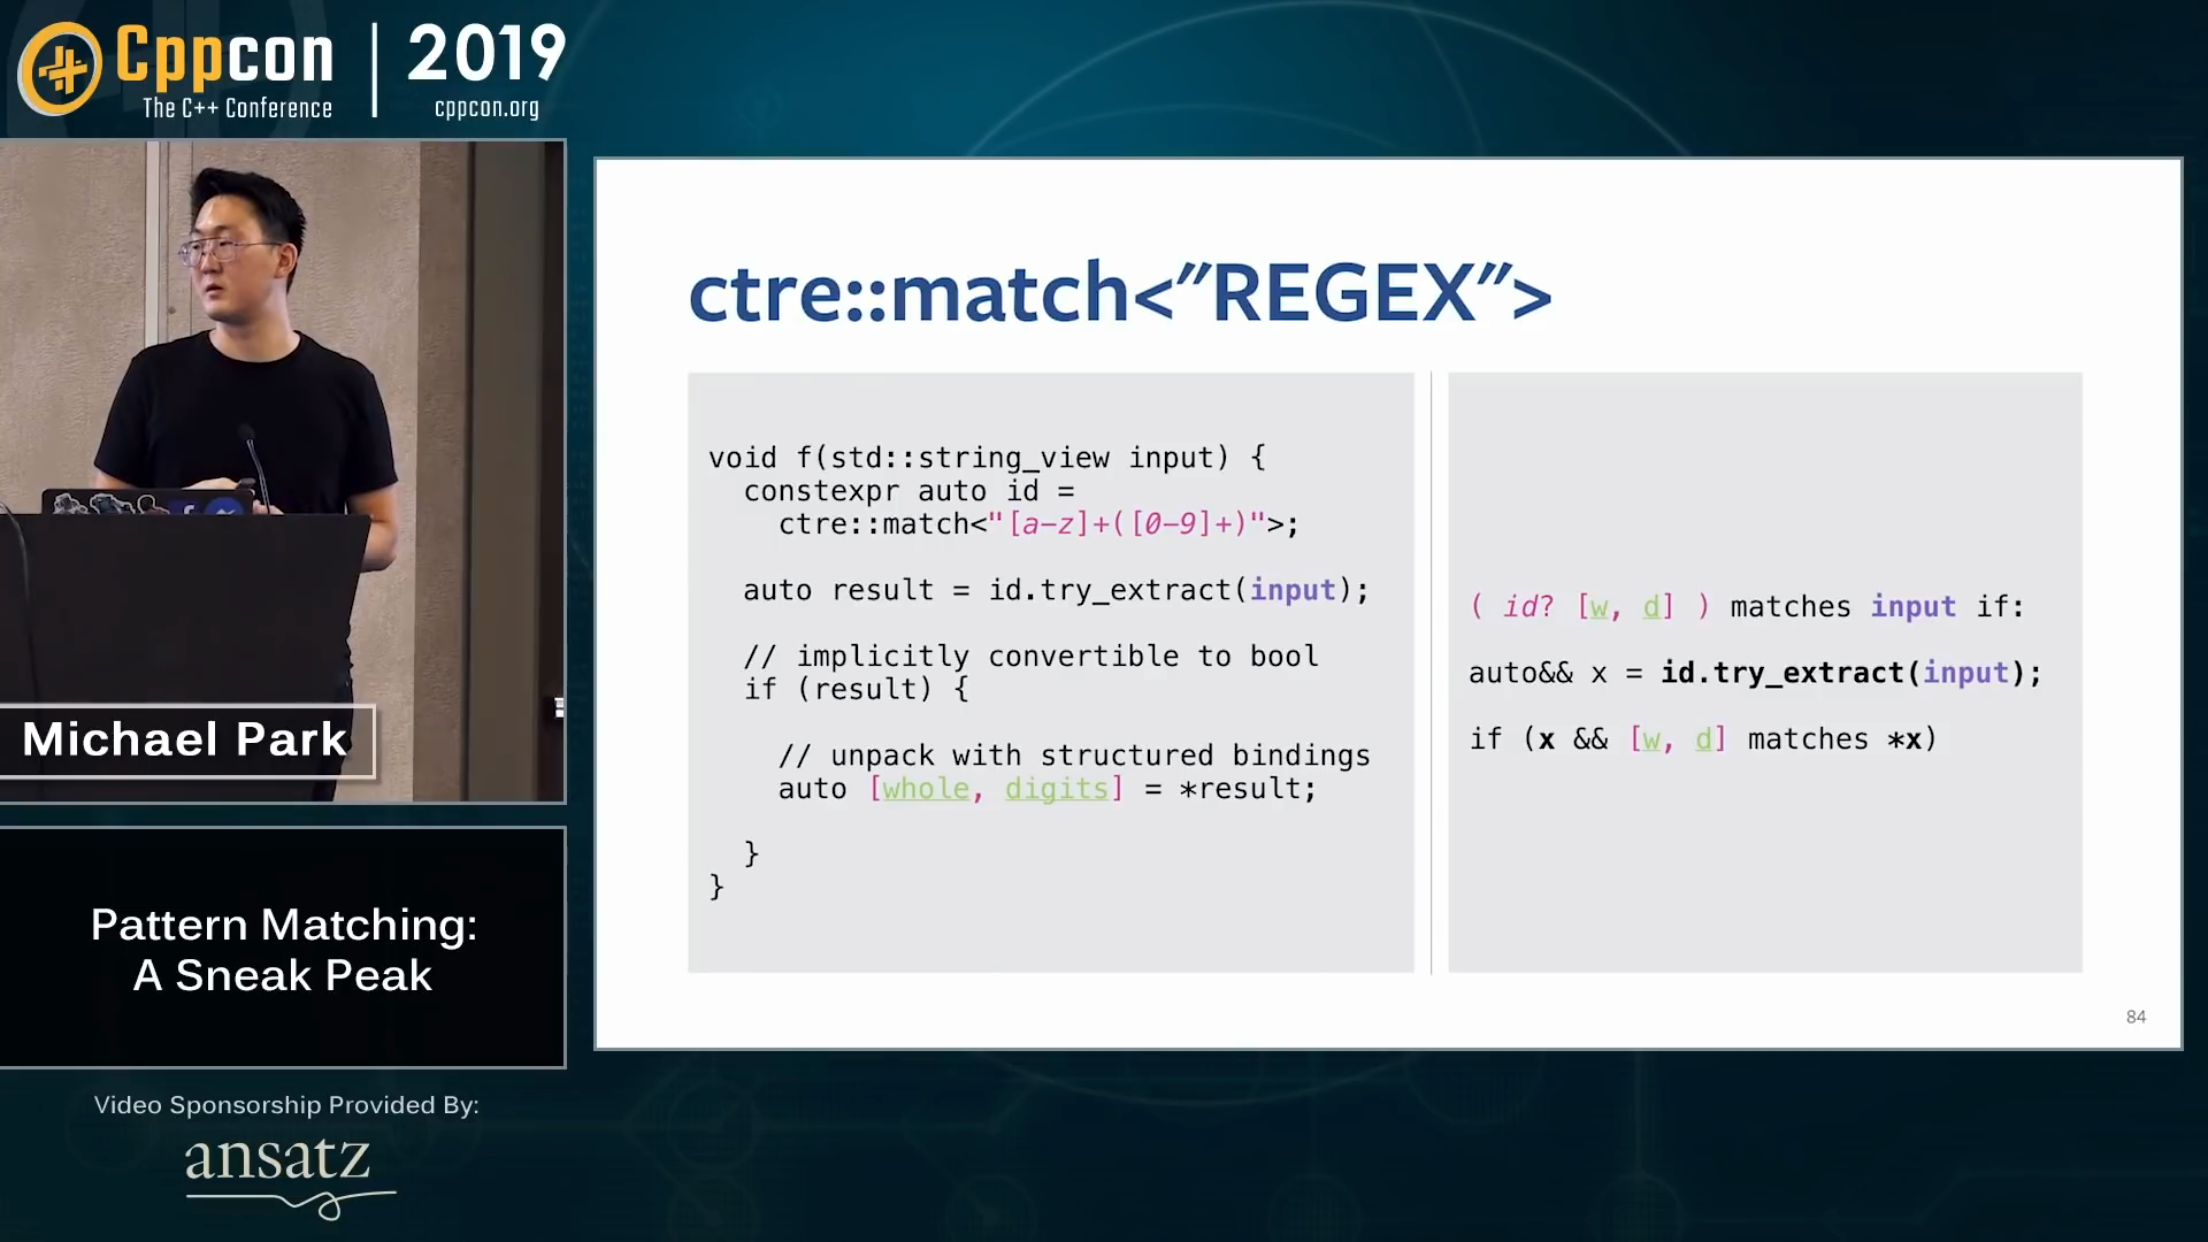 Cppcon
The C++ Conference
2019
cppcon.org
Michael Park
Pattern Matching:
A Sneak Peak
Video Sponsorship Provided By:
ansatz
ctre::match<"REGEX">
void f(std::string_view input) {
constexpr auto id =
ctre::match<"[a-z]+([0-9]+)">;
auto result = id.try_extract(input);
// implicitly convertible to bool
if (result) {
// unpack with structured bindings
auto [whole, digits] = *result;
}
}
( id? [w, d] ) matches input if:
auto&& x = id.try_extract(input);
if (x && [w, d] matches *x)
84